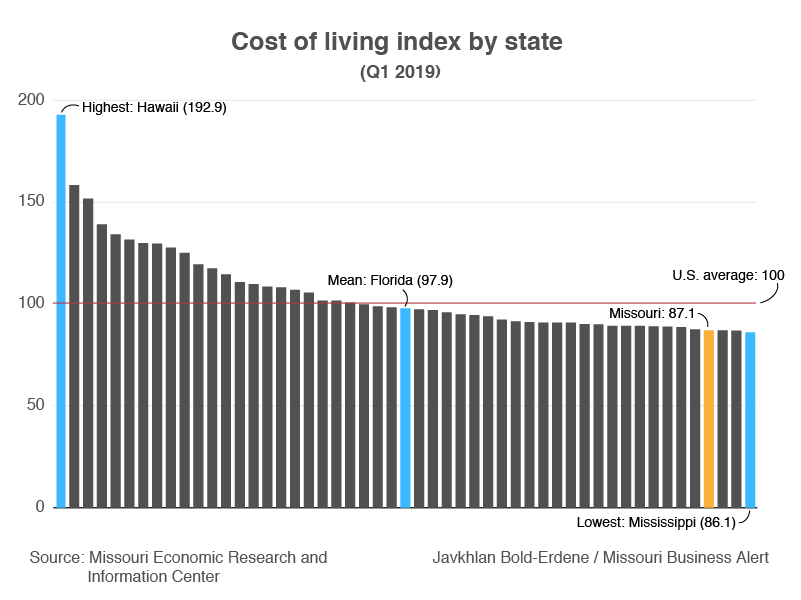 Cost of living index by state
(Q1 2019)
200
Highest: Hawaii (192.9)
150
U.S. average: 100
Mean: Florida (97.9)
100
Missouri: 87.1
50
0
Lowest: Mississippi (86.1)
Source: Missouri Economic Research and
Information Center
Javkhlan Bold-Erdene / Missouri Business Alert